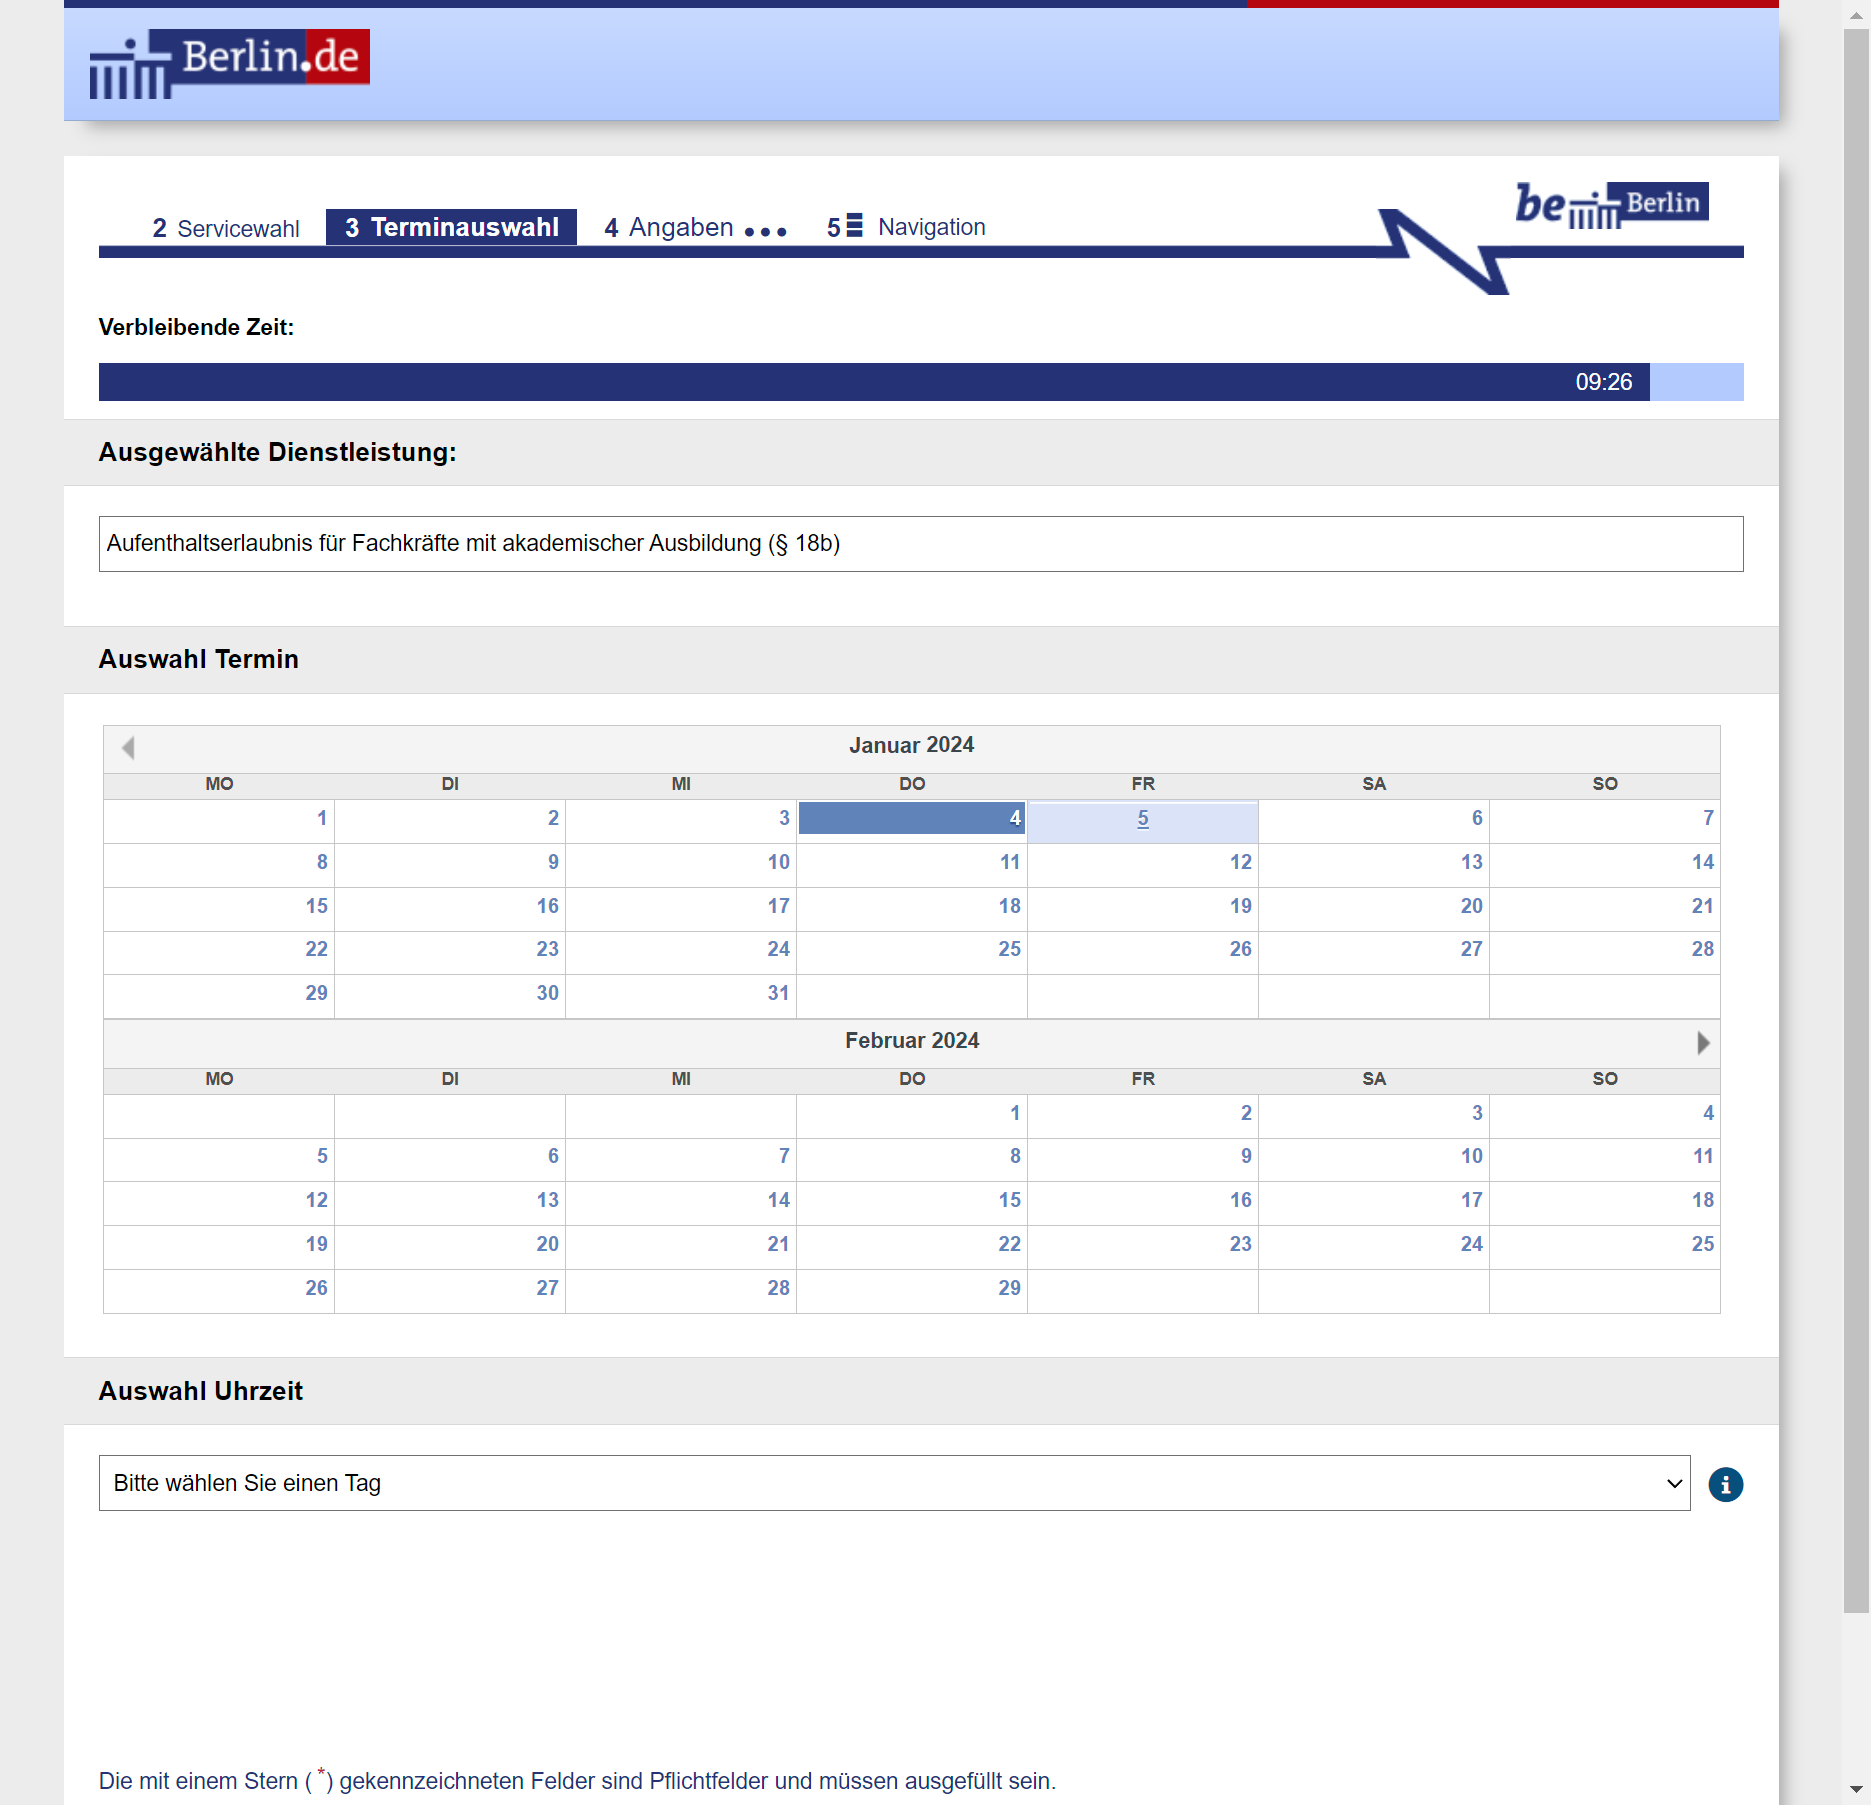 Berlin.de
be Berlin
2 Servicewahl 3 Terminauswahl 4 Angaben 5 Navigation
Verbleibende Zeit:
09:26
Ausgewählte Dienstleistung:
Aufenthaltserlaubnis für Fachkräfte mit akademischer Ausbildung (§ 18b)
Auswahl Termin
Januar 2024
MO DI MI DO FR SA SO
1 2 3 4 5 6 7
8 9 10 11 12 13 14
15 16 17 18 19 20 21
22 23 24 25 26 27 28
29 30 31
Februar 2024
MO DI MI DO FR SA SO
1 2 3 4
5 6 7 8 9 10 11
12 13 14 15 16 17 18
19 20 21 22 23 24 25
26 27 28 29
Auswahl Uhrzeit
Bitte wählen Sie einen Tag
Die mit einem Stern ( *) gekennzeichneten Felder sind Pflichtfelder und müssen ausgefüllt sein.